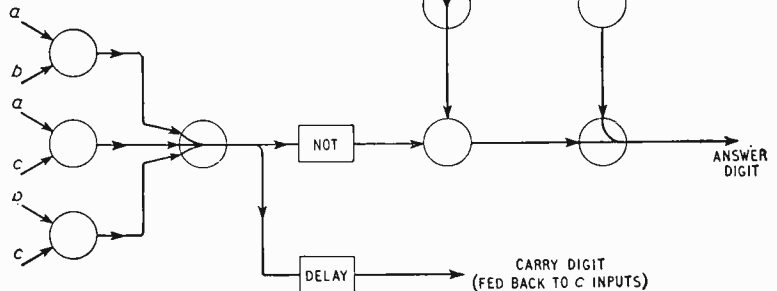 a
b
a
c
c
NOT
ANSWER
DIGIT
DELAY
CARRY DIGIT
(FED BACK TO C INPUTS)